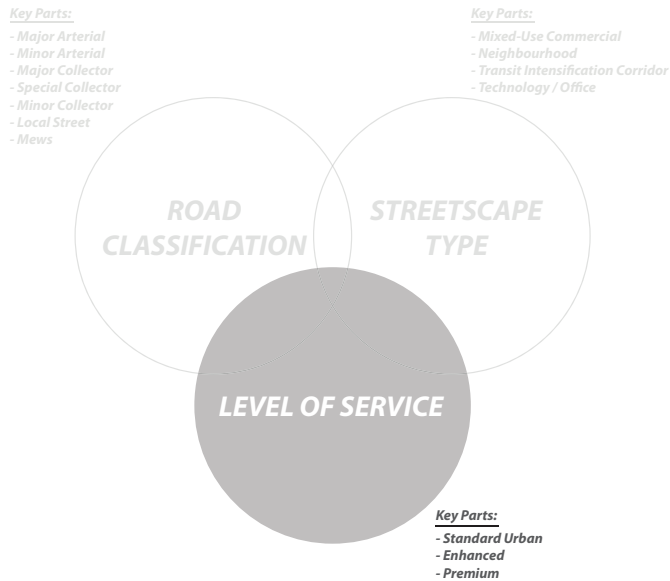 Key Parts:
- Major Arterial
- Minor Arterial
- Major Collector
- Special Collector
- Minor Collector
- Local Street
- Mews
Key Parts:
- Mixed-Use Commercial
- Neighbourhood
- Transit Intensification Corridor
- Technology / Office
ROAD
CLASSIFICATION
STREETSCAPE
TYPE
LEVEL OF SERVICE
Key Parts:
- Standard Urban
- Enhanced
- Premium